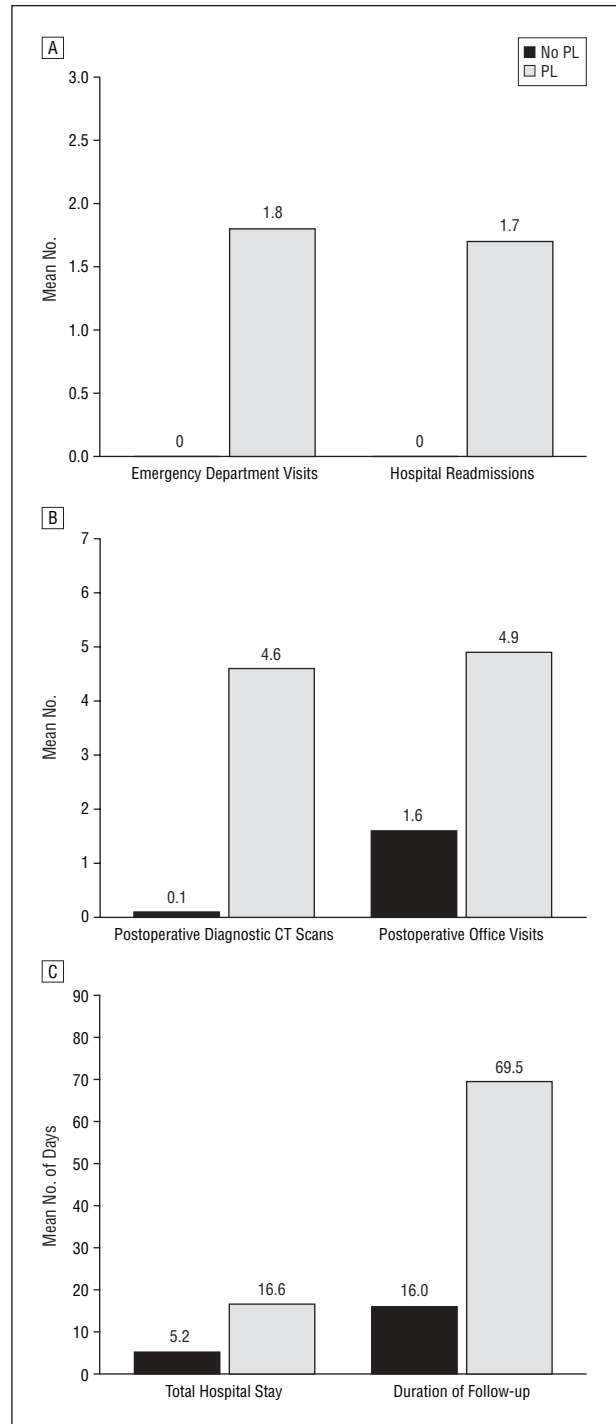 A
No PL
PL
3.0
2.5
2.0
1.5
1.0
0.5
0.0
Mean No.
0
1.8
0
1.7
Emergency Department Visits
Hospital Readmissions
B
7
6
5
4
3
2
1
0
Mean No.
0.1
4.6
1.6
4.9
Postoperative Diagnostic CT Scans
Postoperative Office Visits
C
90
80
70
60
50
40
30
20
10
0
Mean No. of Days
5.2
16.6
16.0
69.5
Total Hospital Stay
Duration of Follow-up